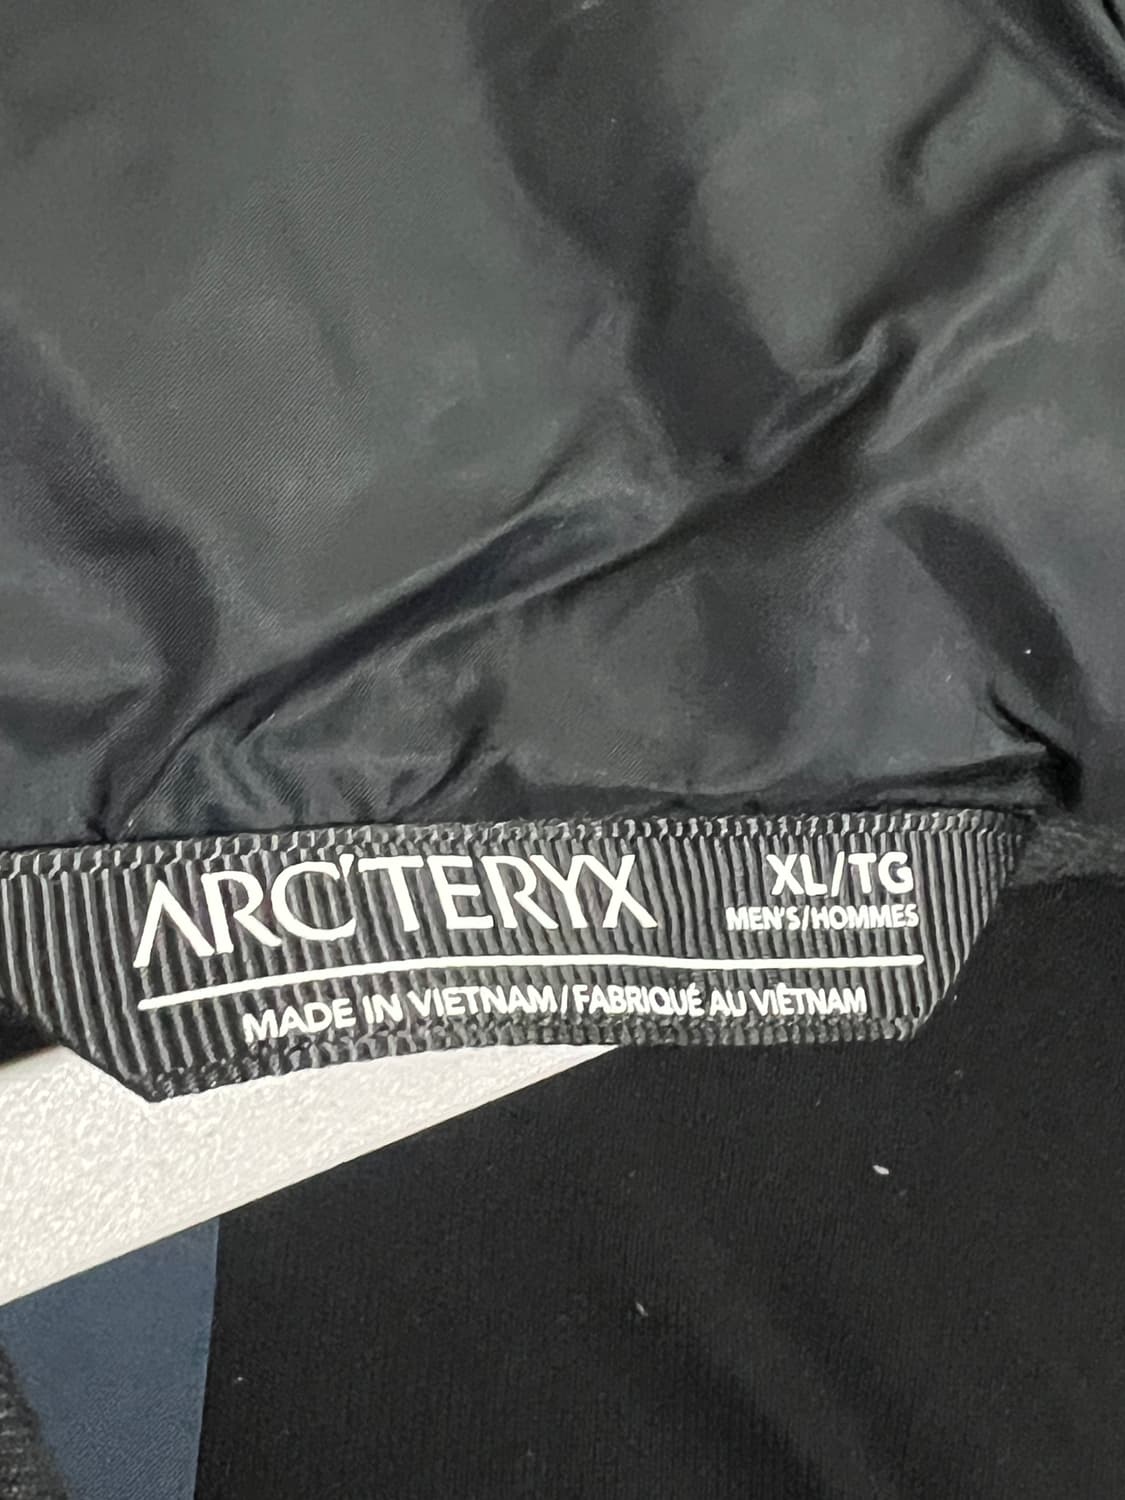 ARC'TERYX
XL/TG
MEN'S/HOMMES
MADE IN VIETNAM/FABRIQUÉ AU VIÊTNAM